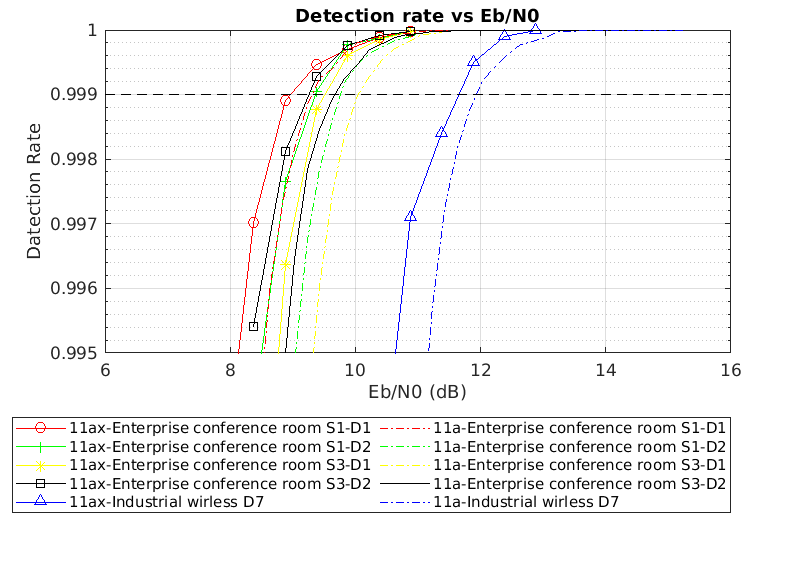 Detection rate vs Eb/N0
1
0.999
0.998
0.997
0.996
0.995
Datection Rate
6 8 10 12 14 16
Eb/N0 (dB)
11ax-Enterprise conference room S1-D1 11a-Enterprise conference room S1-D1
11ax-Enterprise conference room S1-D2 11a-Enterprise conference room S1-D2
11ax-Enterprise conference room S3-D1 11a-Enterprise conference room S3-D1
11ax-Enterprise conference room S3-D2 11a-Enterprise conference room S3-D2
11ax-Industrial wirless D7 11a-Industrial wirless D7